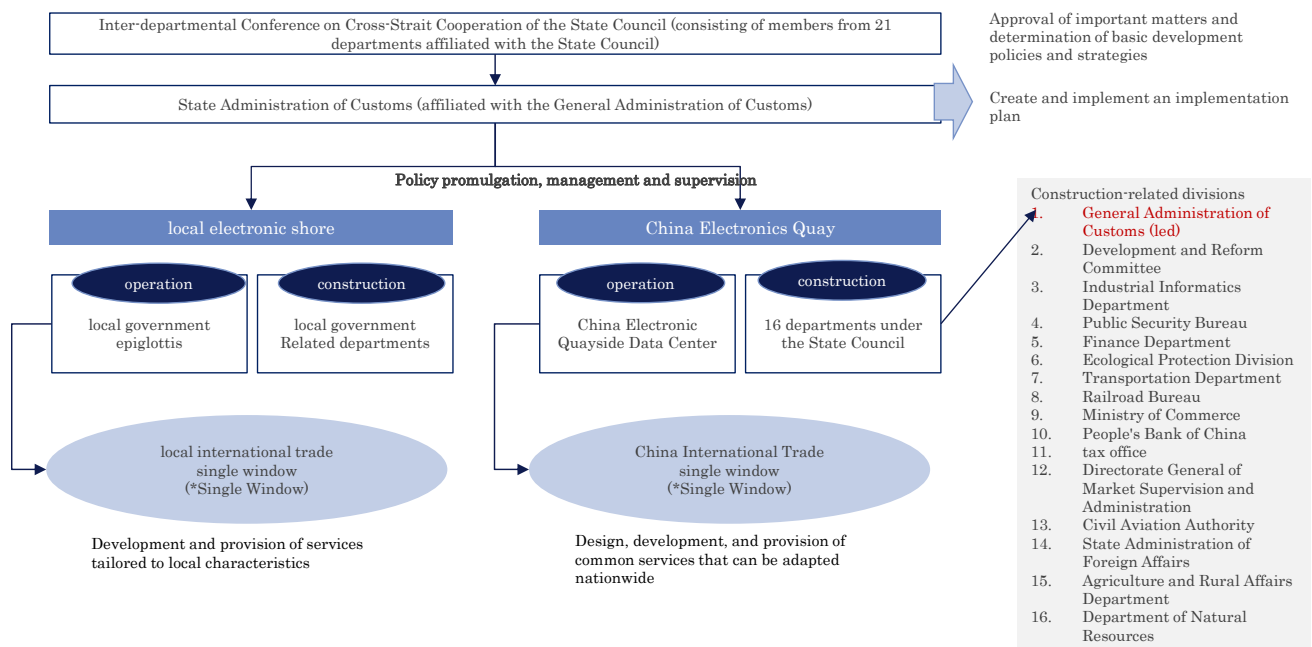 Inter-departmental Conference on Cross-Strait Cooperation of the State Council (consisting of members from 21
departments affiliated with the State Council)
Approval of important matters and
determination of basic development
policies and strategies
State Administration of Customs (affiliated with the General Administration of Customs)
Create and implement an implementation
plan
Policy promulgation, management and supervision
local electronic shore
China Electronics Quay
operation
local government
epiglottis
construction
local government
Related departments
operation
China Electronic
Quayside Data Center
construction
16 departments under
the State Council
local international trade
single window
(*Single Window)
China International Trade
single window
(*Single Window)
Development and provision of services
tailored to local characteristics
Design, development, and provision of
common services that can be adapted
nationwide
Construction-related divisions
1. General Administration of
Customs (led)
2. Development and Reform
Committee
3. Industrial Informatics
Department
4. Public Security Bureau
5. Finance Department
6. Ecological Protection Division
7. Transportation Department
8. Railroad Bureau
9. Ministry of Commerce
10. People's Bank of China
11. tax office
12. Directorate General of
Market Supervision and
Administration
13. Civil Aviation Authority
14. State Administration of
Foreign Affairs
15. Agriculture and Rural Affairs
Department
16. Department of Natural
Resources